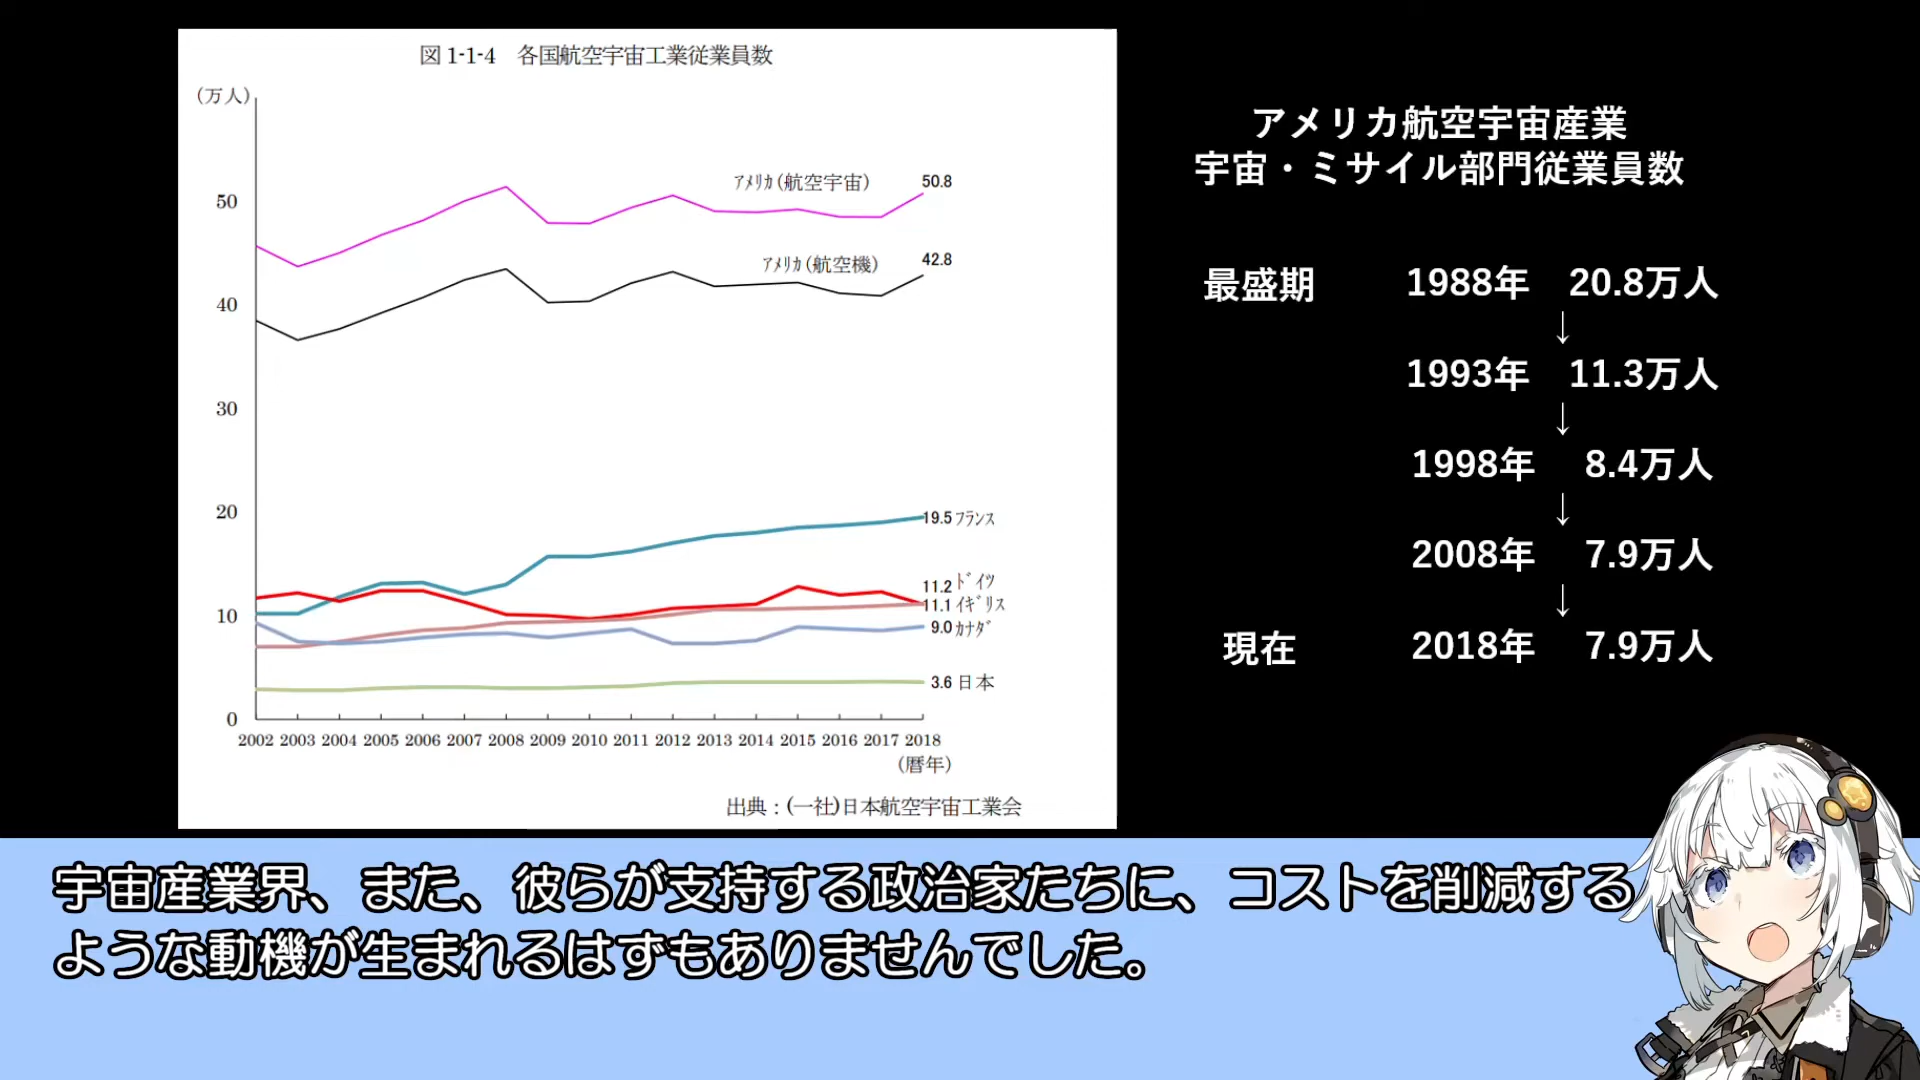 図 1-1-4　各国航空宇宙工業従業員数
(万人)
50
40
30
20
10
0
ｱﾒﾘｶ(航空宇宙)
50.8
ｱﾒﾘｶ(航空機)
42.8
19.5 ﾌﾗﾝｽ
11.2 ﾄﾞｲﾂ
11.1 ｲｷﾞﾘｽ
9.0 ｶﾅﾀﾞ
3.6 日本
2002 2003 2004 2005 2006 2007 2008 2009 2010 2011 2012 2013 2014 2015 2016 2017 2018
(暦年)
出典：(一社)日本航空宇宙工業会
アメリカ航空宇宙産業
宇宙・ミサイル部門従業員数
最盛期 1988年 20.8万人
↓
1993年 11.3万人
↓
1998年 8.4万人
↓
2008年 7.9万人
↓
現在 2018年 7.9万人
宇宙産業界、また、彼らが支持する政治家たちに、コストを削減する
ような動機が生まれるはずもありませんでした。